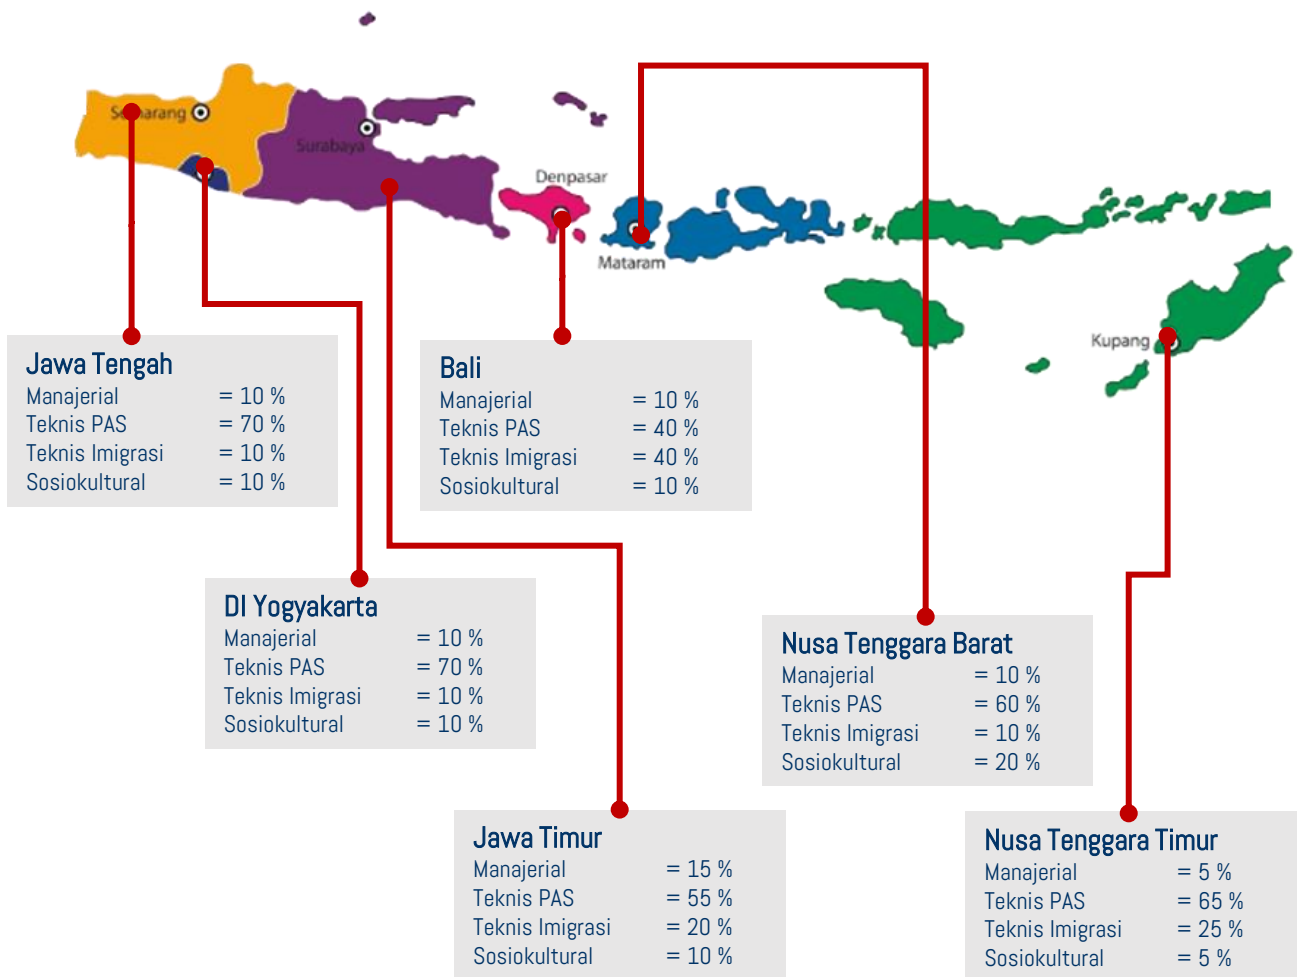 Semarang
Surabaya
Denpasar
Mataram
Kupang
Jawa Tengah
Manajerial = 10 %
Teknis PAS = 70 %
Teknis Imigrasi = 10 %
Sosiokultural = 10 %
Bali
Manajerial = 10 %
Teknis PAS = 40 %
Teknis Imigrasi = 40 %
Sosiokultural = 10 %
DI Yogyakarta
Manajerial = 10 %
Teknis PAS = 70 %
Teknis Imigrasi = 10 %
Sosiokultural = 10 %
Nusa Tenggara Barat
Manajerial = 10 %
Teknis PAS = 60 %
Teknis Imigrasi = 10 %
Sosiokultural = 20 %
Jawa Timur
Manajerial = 15 %
Teknis PAS = 55 %
Teknis Imigrasi = 20 %
Sosiokultural = 10 %
Nusa Tenggara Timur
Manajerial = 5 %
Teknis PAS = 65 %
Teknis Imigrasi = 25 %
Sosiokultural = 5 %